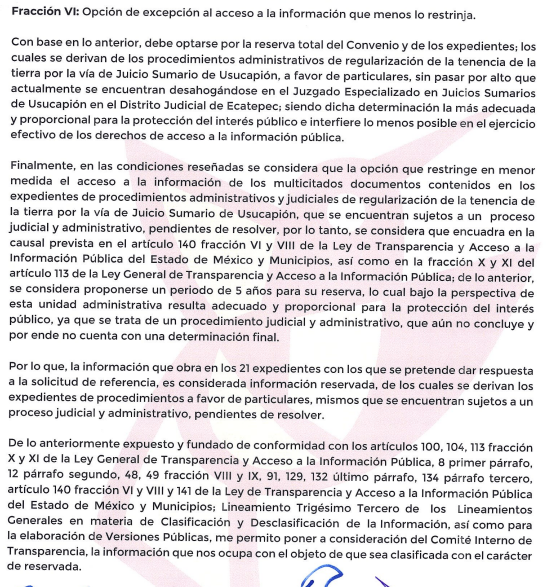 Fracción VI: Opción de excepción al acceso a la información que menos lo restrinja.
Con base en lo anterior, debe optarse por la reserva total del Convenio y de los expedientes; los
cuales se derivan de los procedimientos administrativos de regularización de la tenencia de la
tierra por la vía de Juicio Sumario de Usucapión, a favor de particulares, sin pasar por alto que
actualmente se encuentran desahogándose en el Juzgado Especializado en Juicios Sumarios
de Usucapión en el Distrito Judicial de Ecatepec; siendo dicha determinación la más adecuada
y proporcional para la protección del interés público e interfiere lo menos posible en el ejercicio
efectivo de los derechos de acceso a la información pública.
Finalmente, en las condiciones reseñadas se considera que la opción que restringe en menor
medida el acceso a la información de los multicitados documentos contenidos en los
expedientes de procedimientos administrativos y judiciales de regularización de la tenencia de
la tierra por la vía de Juicio Sumario de Usucapión, que se encuentran sujetos a un proceso
judicial y administrativo, pendientes de resolver, por lo tanto, se considera que encuadra en la
causal prevista en el artículo 140 fracción VI y VIII de la Ley de Transparencia y Acceso a la
Información Pública del Estado de México y Municipios, así como en la fracción X y XI del
artículo 113 de la Ley General de Transparencia y Acceso a la Información Pública; de lo anterior,
se considera proponerse un periodo de 5 años para su reserva, lo cual bajo la perspectiva de
esta unidad administrativa resulta adecuado y proporcional para la protección del interés
público, ya que se trata de un procedimiento judicial y administrativo, que aún no concluye y
por ende no cuenta con una determinación final.
Por lo que, la información que obra en los 21 expedientes con los que se pretende dar respuesta
a la solicitud de referencia, es considerada información reservada, de los cuales se derivan los
expedientes de procedimientos a favor de particulares, mismos que se encuentran sujetos a un
proceso judicial y administrativo, pendientes de resolver.
De lo anteriormente expuesto y fundado de conformidad con los artículos 100, 104, 113 fracción
X y XI de la Ley General de Transparencia y Acceso a la Información Pública, 8 primer párrafo,
12 párrafo segundo, 48, 49 fracción VIII y IX, 91, 129, 132 último párrafo, 134 párrafo tercero,
artículo 140 fracción VI y VIII y 141 de la Ley de Transparencia y Acceso a la Información Pública
del Estado de México y Municipios; Lineamiento Trigésimo Tercero de los Lineamientos
Generales en materia de Clasificación y Desclasificación de la Información, así como para
la elaboración de Versiones Públicas, me permito poner a consideración del Comité Interno de
Transparencia, la información que nos ocupa con el objeto de que sea clasificada con el carácter
de reservada.